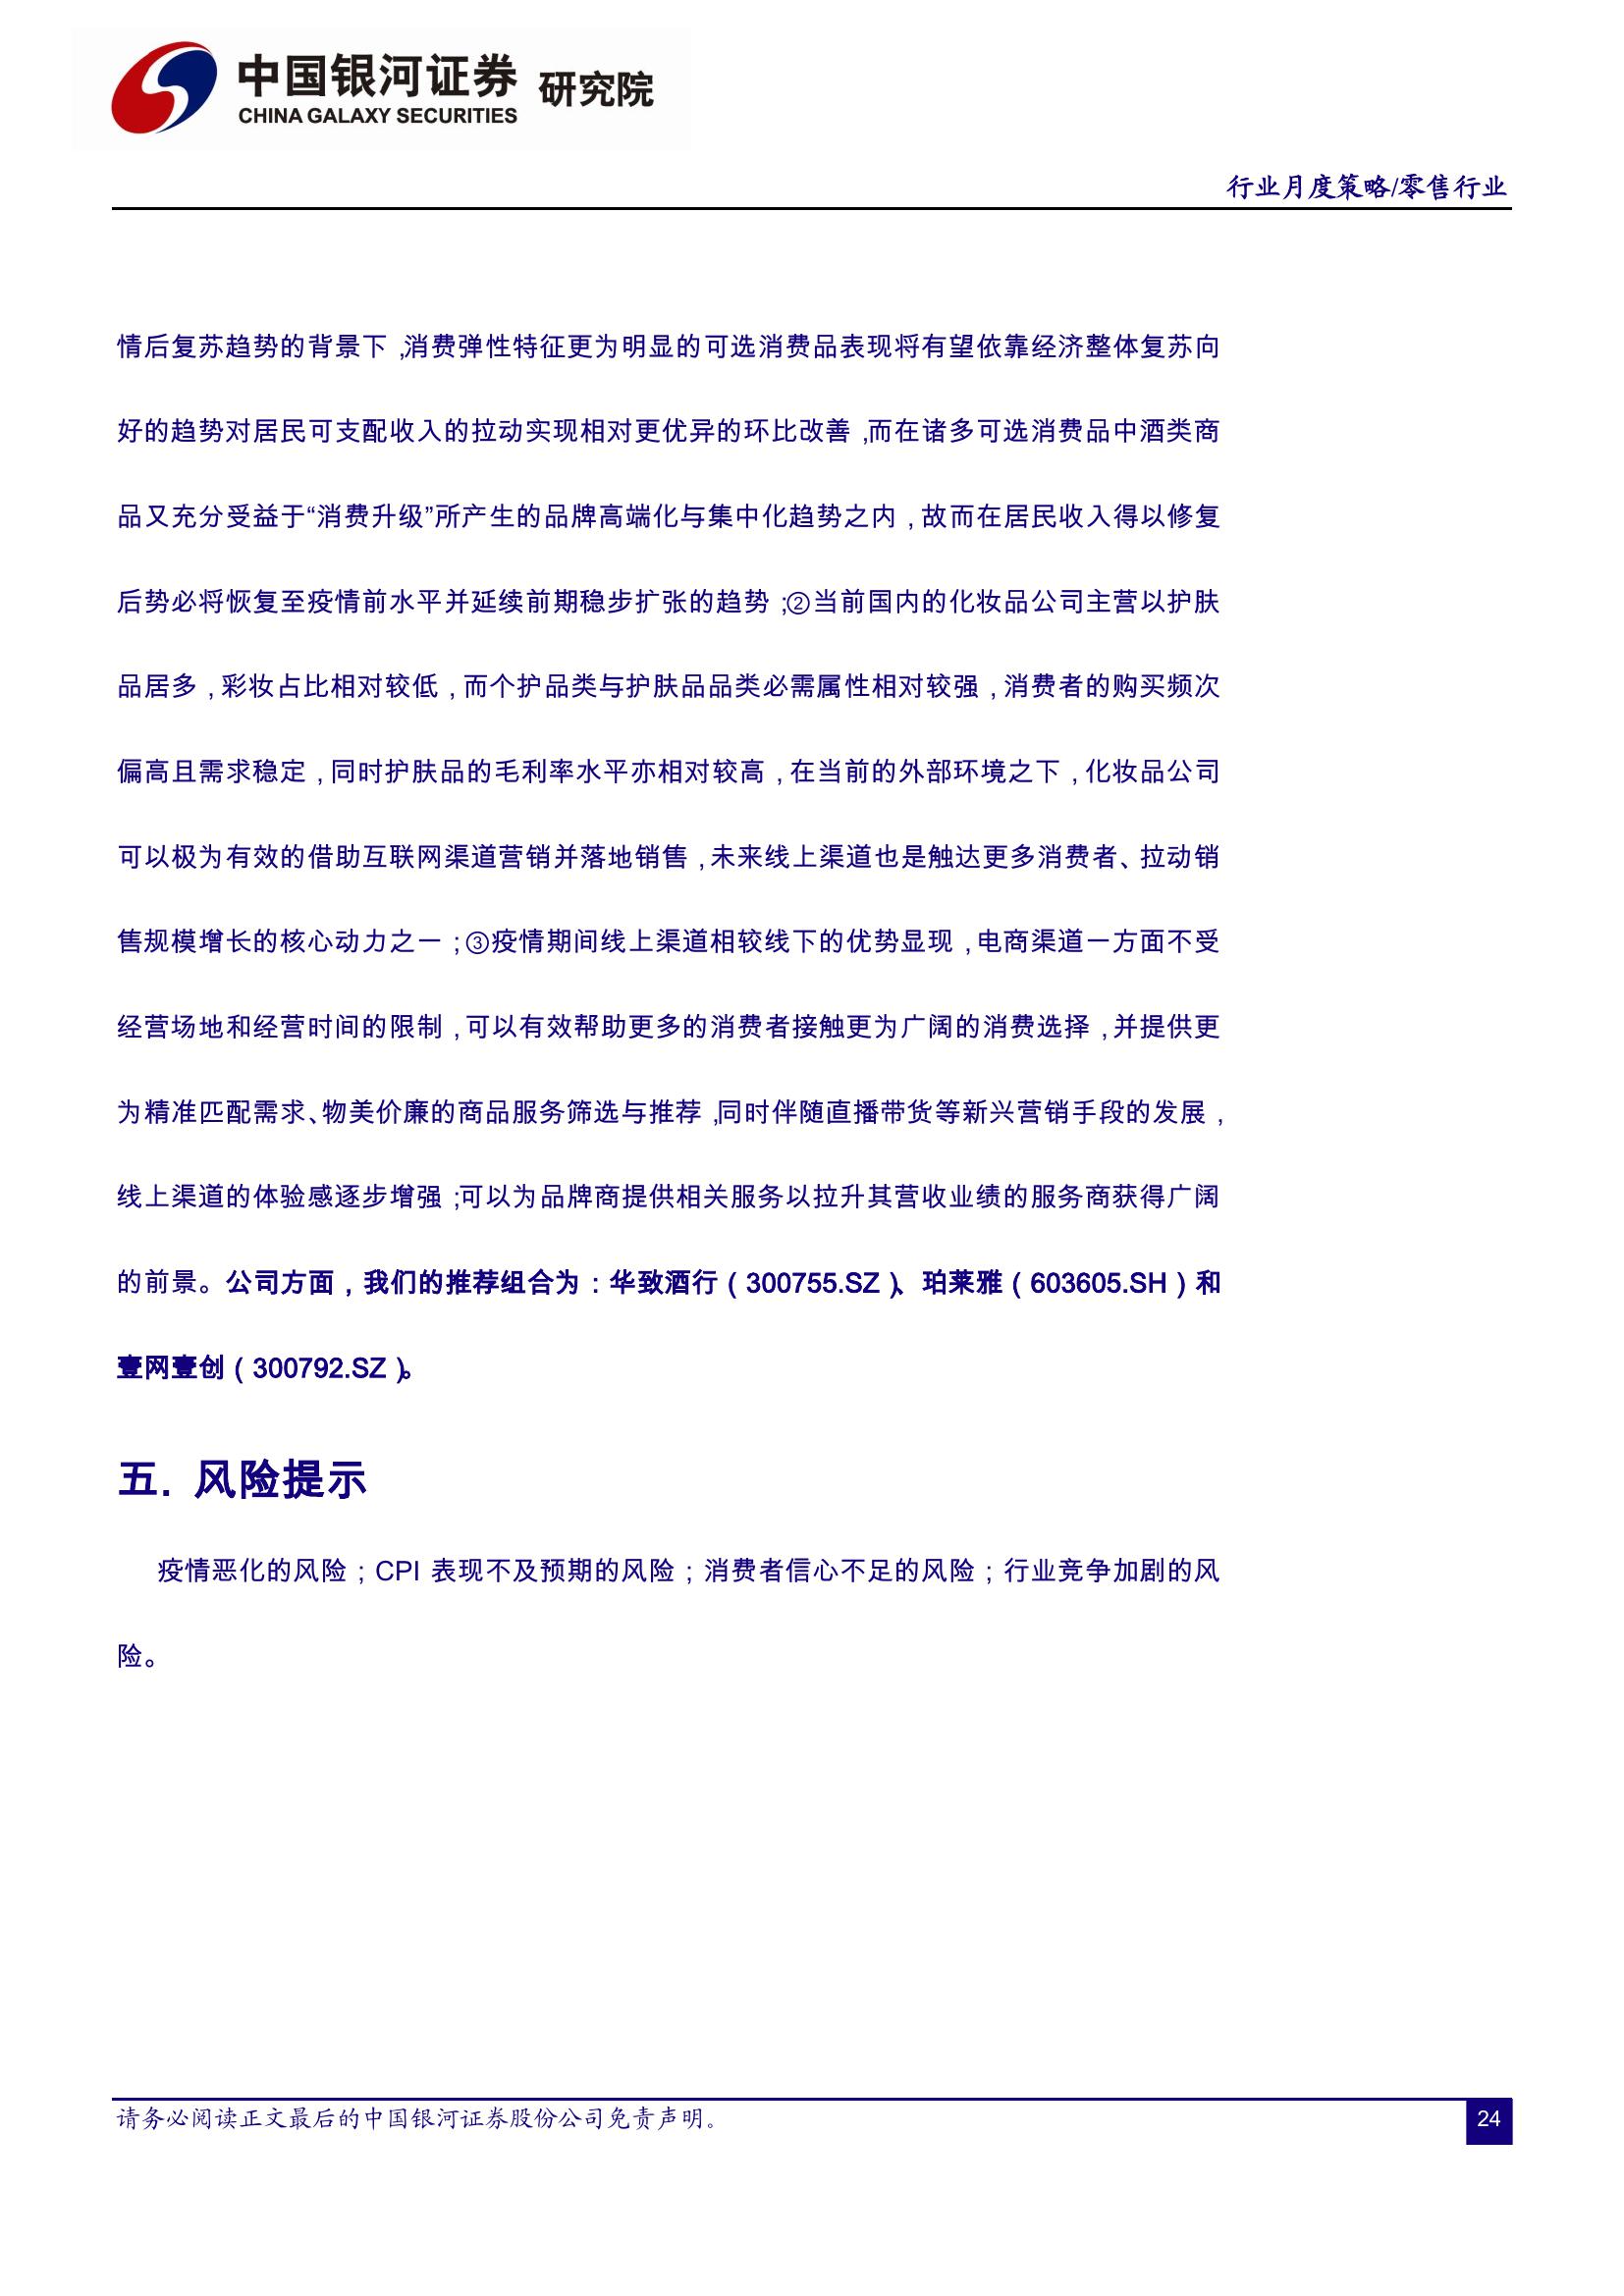 中国银河证券 研究院
CHINA GALAXY SECURITIES
行业月度策略/零售行业
情后复苏趋势的背景下，消费弹性特征更为明显的可选消费品表现将有望依靠经济整体复苏向
好的趋势对居民可支配收入的拉动实现相对更优异的环比改善，而在诸多可选消费品中酒类商
品又充分受益于“消费升级”所产生的品牌高端化与集中化趋势之内，故而在居民收入得以修复
后势必将恢复至疫情前水平并延续前期稳步扩张的趋势；②当前国内的化妆品公司主营以护肤
品居多，彩妆占比相对较低，而个护品类与护肤品品类必需属性相对较强，消费者的购买频次
偏高且需求稳定，同时护肤品的毛利率水平亦相对较高，在当前的外部环境之下，化妆品公司
可以极为有效的借助互联网渠道营销并落地销售，未来线上渠道也是触达更多消费者、拉动销
售规模增长的核心动力之一；③疫情期间线上渠道相较线下的优势显现，电商渠道一方面不受
经营场地和经营时间的限制，可以有效帮助更多的消费者接触更为广阔的消费选择，并提供更
为精准匹配需求、物美价廉的商品服务筛选与推荐，同时伴随直播带货等新兴营销手段的发展，
线上渠道的体验感逐步增强；可以为品牌商提供相关服务以拉升其营收业绩的服务商获得广阔
的前景。公司方面，我们的推荐组合为：华致酒行（300755.SZ）、珀莱雅（603605.SH）和
壹网壹创（300792.SZ）。
五. 风险提示
疫情恶化的风险；CPI 表现不及预期的风险；消费者信心不足的风险；行业竞争加剧的风
险。
请务必阅读正文最后的中国银河证券股份公司免责声明。
24